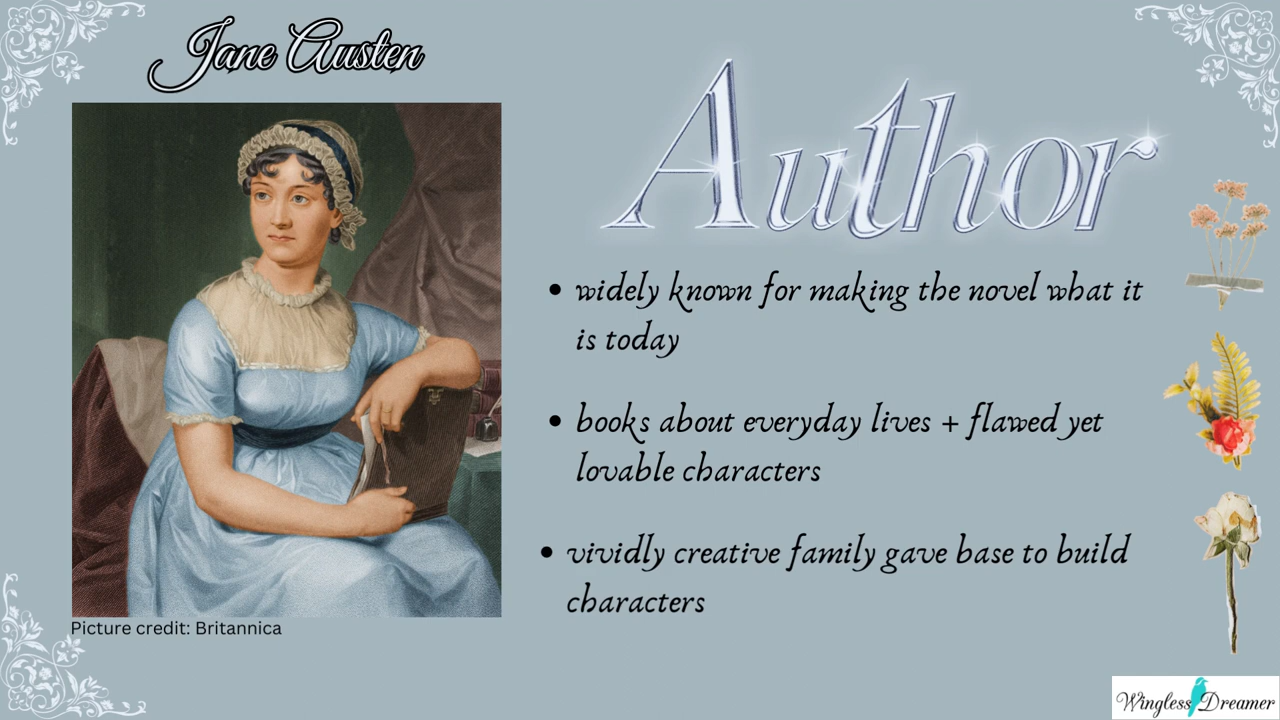 Jane Austen
Author
• widely known for making the novel what it
is today
• books about everyday lives + flawed yet
lovable characters
• vividly creative family gave base to build
characters
Picture credit: Britannica
Wingless Dreamer